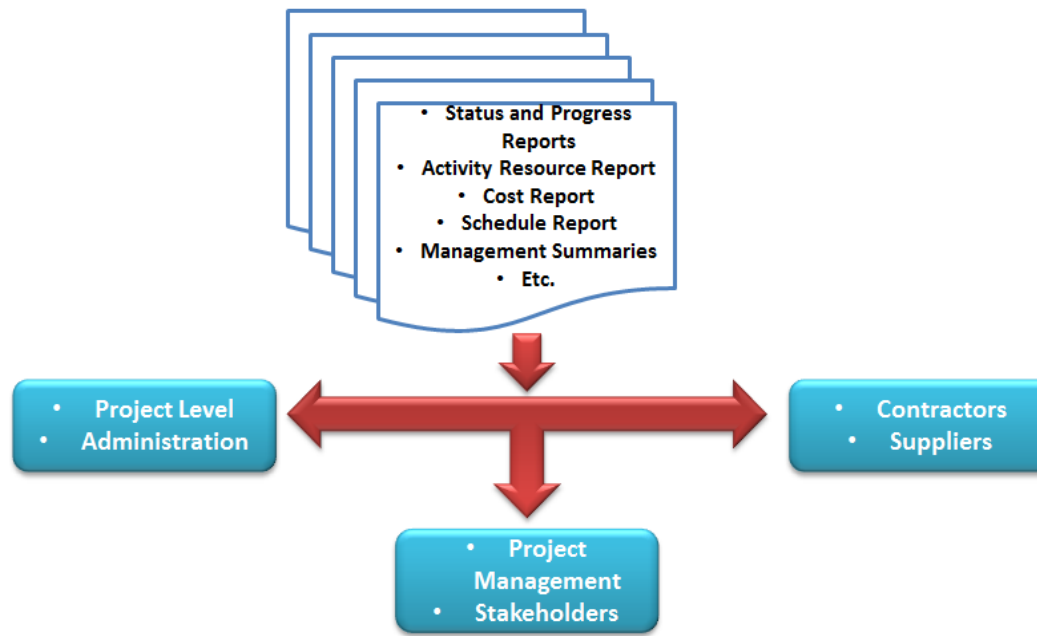 • Status and Progress
Reports
• Activity Resource Report
• Cost Report
• Schedule Report
• Management Summaries
• Etc.
• Project Level
• Administration
• Contractors
• Suppliers
• Project
Management
• Stakeholders